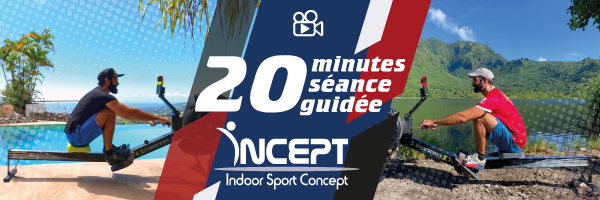 20 minutes
séance
guidée
INCEPT
Indoor Sport Concept